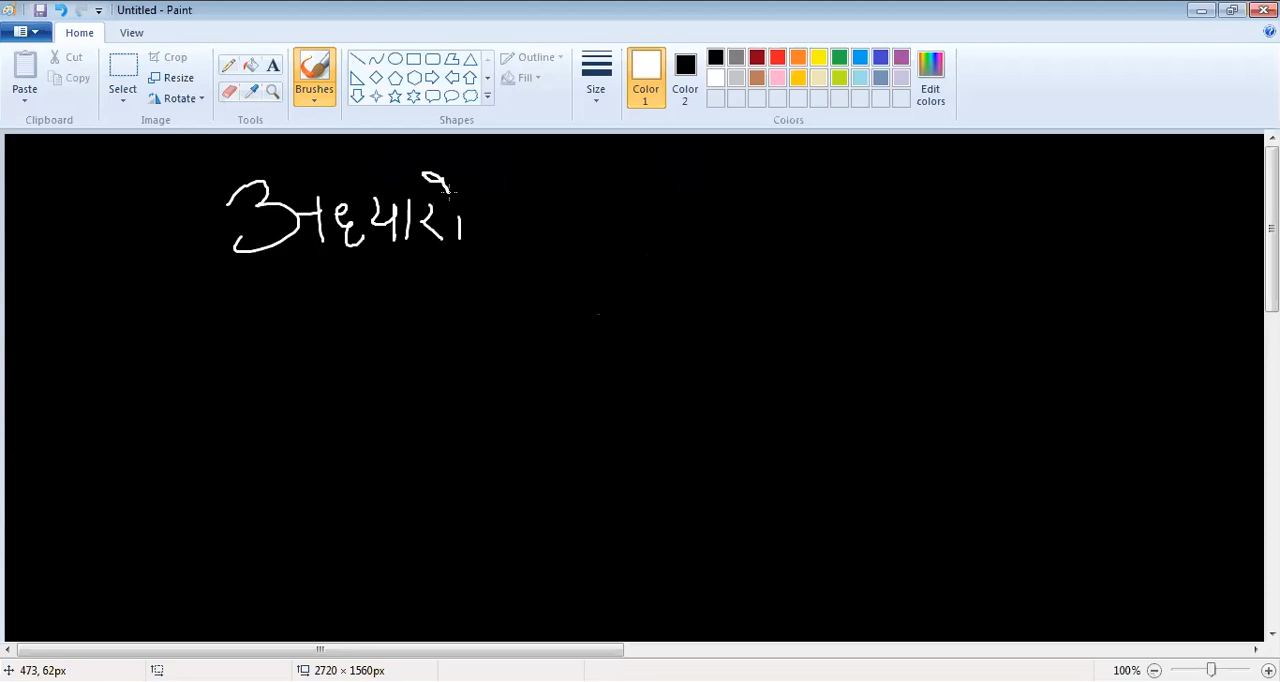 Untitled - Paint
Home
View
Cut
Copy
Paste
Clipboard
Crop
Resize
Rotate
Select
Image
A
Tools
Brushes
Outline
Fill
Shapes
Size
Color 1
Color 2
Edit colors
Colors
473, 62px
2720 × 1560px
100%